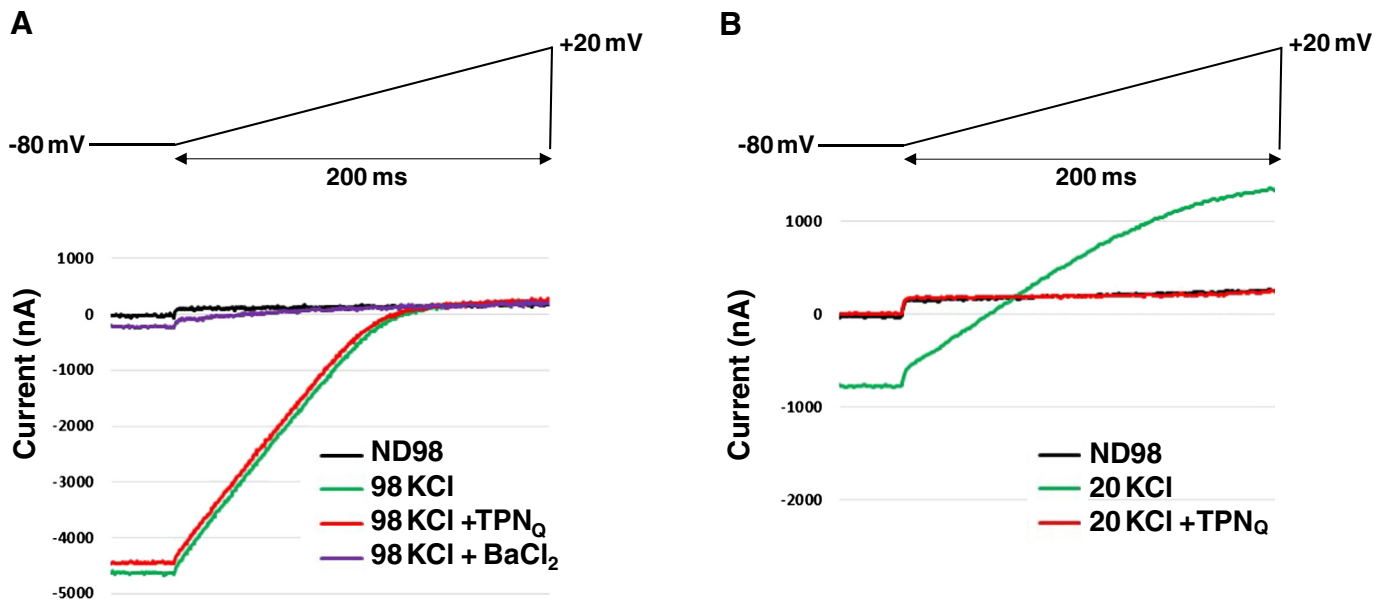 A
+20 mV
-80 mV
200 ms
Current (nA)
1000
0
-1000
-2000
-3000
-4000
-5000
ND98
98 KCl
98 KCl +TPNQ
98 KCl + BaCl2
B
+20 mV
-80 mV
200 ms
Current (nA)
1000
0
-1000
-2000
ND98
20 KCl
20 KCl +TPNQ